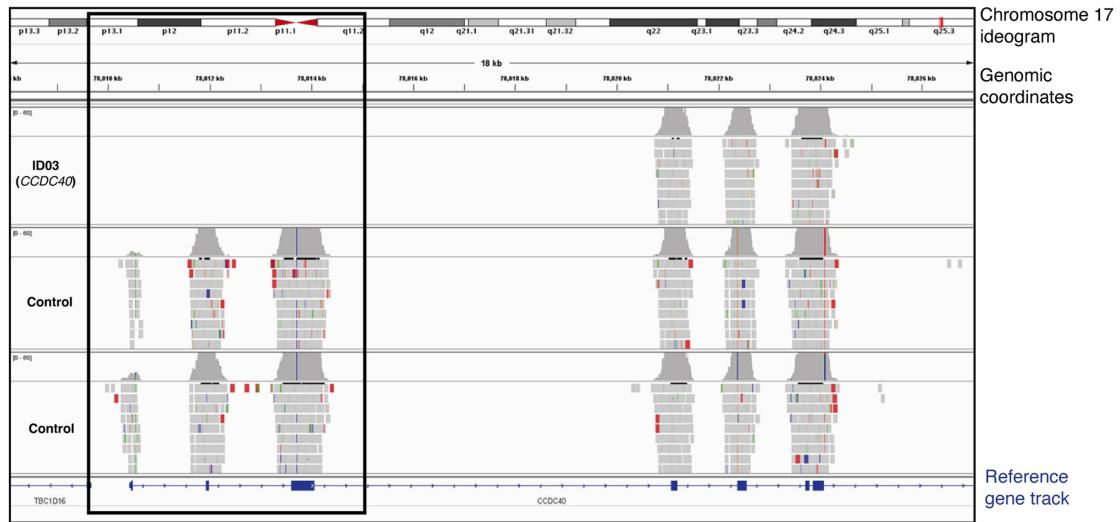 p13.3 p13.2 p13.1 p12 p11.2 p11.1 q11.2 q12 q21.1 q21.31 q21.32 q22 q23.1 q23.3 q24.2 q24.3 q25.1 q25.3
Chromosome 17
ideogram
18 kb
kb 78,010 kb 78,012 kb 78,014 kb 78,016 kb 78,018 kb 78,020 kb 78,022 kb 78,024 kb 78,026 kb
Genomic
coordinates
[0 - 60]
ID03
(CCDC40)
[0 - 60]
Control
[0 - 60]
Control
TBC1D16 CCDC40
Reference
gene track